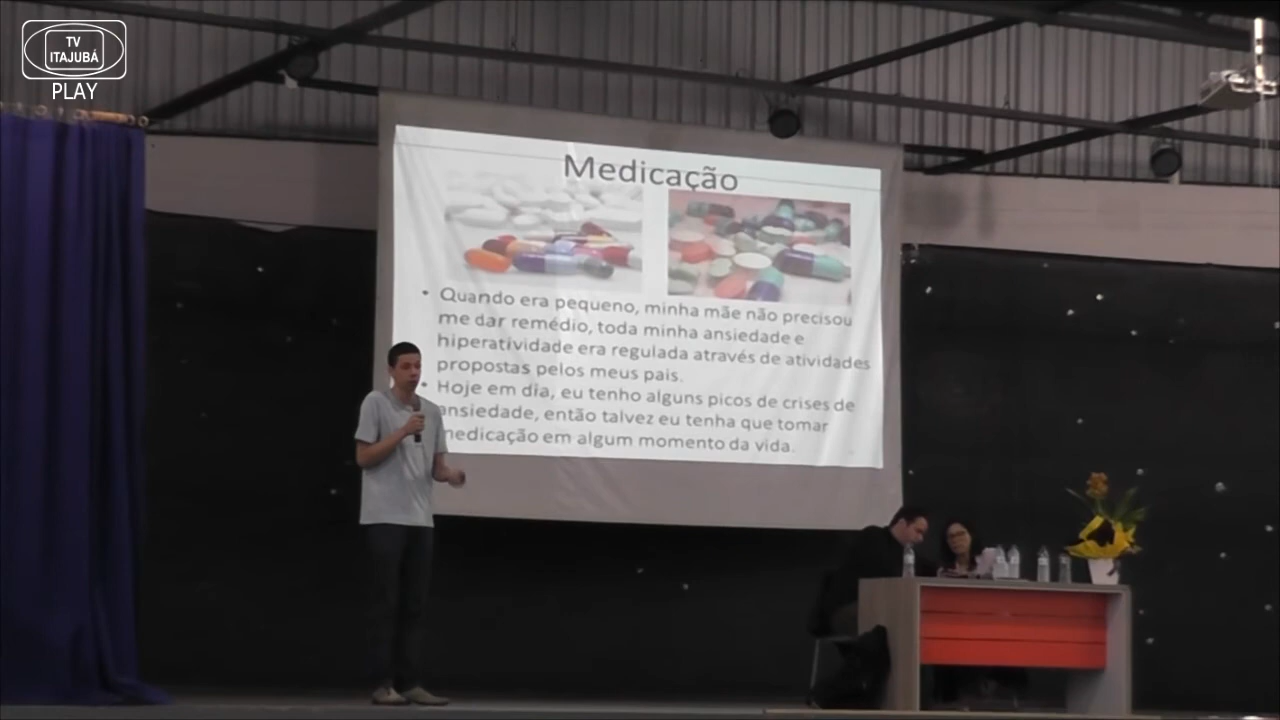 TV
ITAJUBÁ
PLAY
Medicação
• Quando era pequeno, minha mãe não precisou
me dar remédio, toda minha ansiedade e
hiperatividade era regulada através de atividades
propostas pelos meus pais.
• Hoje em dia, eu tenho alguns picos de crises de
ansiedade, então talvez eu tenha que tomar
medicação em algum momento da vida.